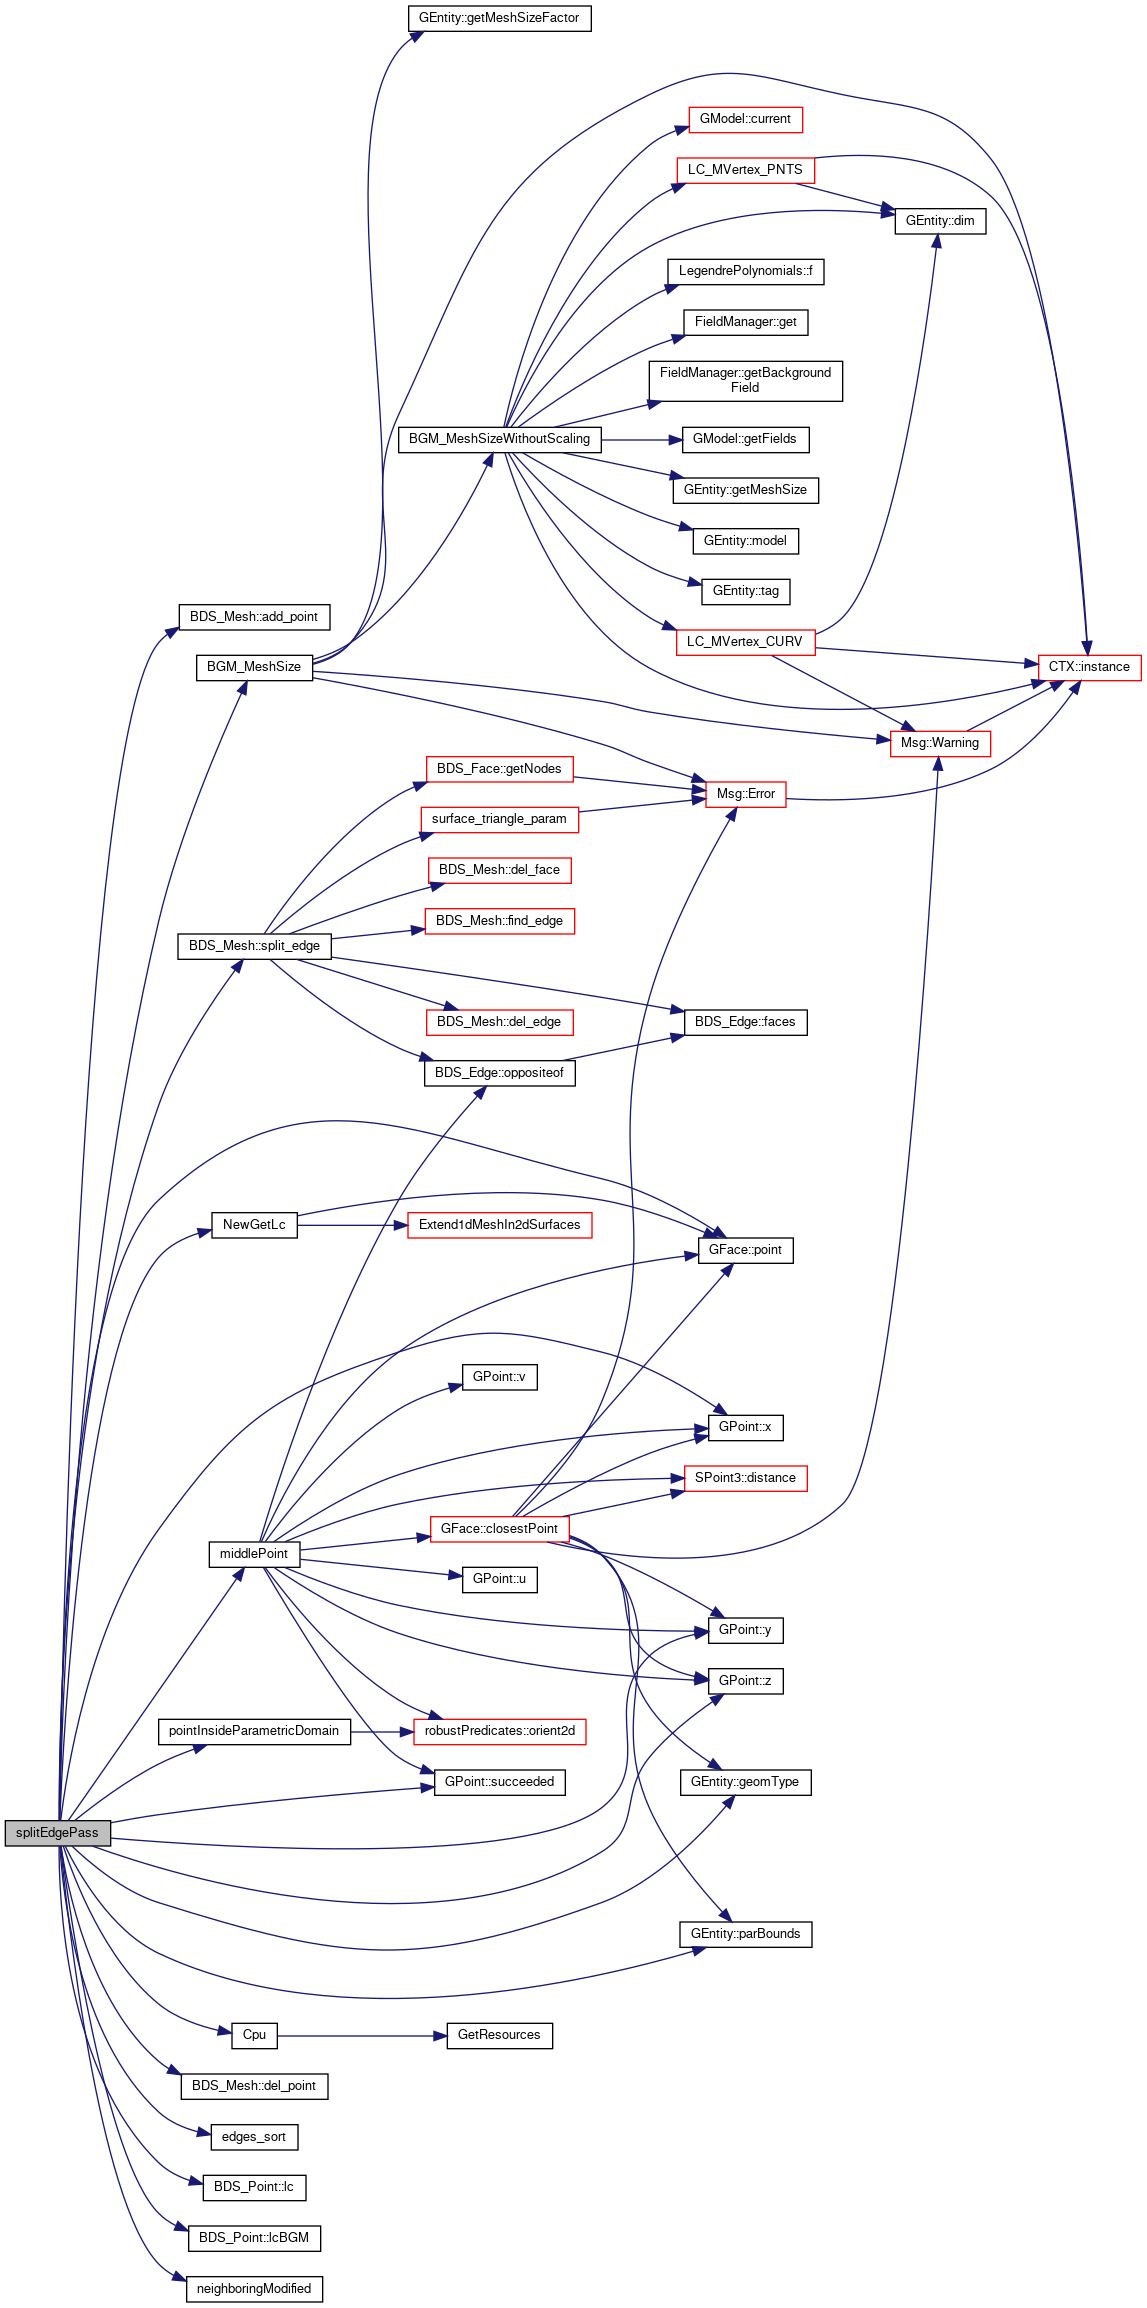 GEntity::getMeshSizeFactor
GModel::current
LC_MVertex_PNTS
GEntity::dim
LegendrePolynomials::f
FieldManager::get
FieldManager::getBackground
Field
BGM_MeshSizeWithoutScaling
GModel::getFields
GEntity::getMeshSize
GEntity::model
GEntity::tag
BDS_Mesh::add_point
LC_MVertex_CURV
BGM_MeshSize
CTX::instance
Msg::Warning
BDS_Face::getNodes
Msg::Error
surface_triangle_param
BDS_Mesh::del_face
BDS_Mesh::find_edge
BDS_Mesh::split_edge
BDS_Mesh::del_edge
BDS_Edge::faces
BDS_Edge::oppositeof
NewGetLc
Extend1dMeshIn2dSurfaces
GFace::point
GPoint::v
GPoint::x
SPoint3::distance
GFace::closestPoint
middlePoint
GPoint::u
GPoint::y
GPoint::z
pointInsideParametricDomain
robustPredicates::orient2d
GPoint::succeeded
GEntity::geomType
splitEdgePass
GEntity::parBounds
Cpu
GetResources
BDS_Mesh::del_point
edges_sort
BDS_Point::lc
BDS_Point::lcBGM
neighboringModified